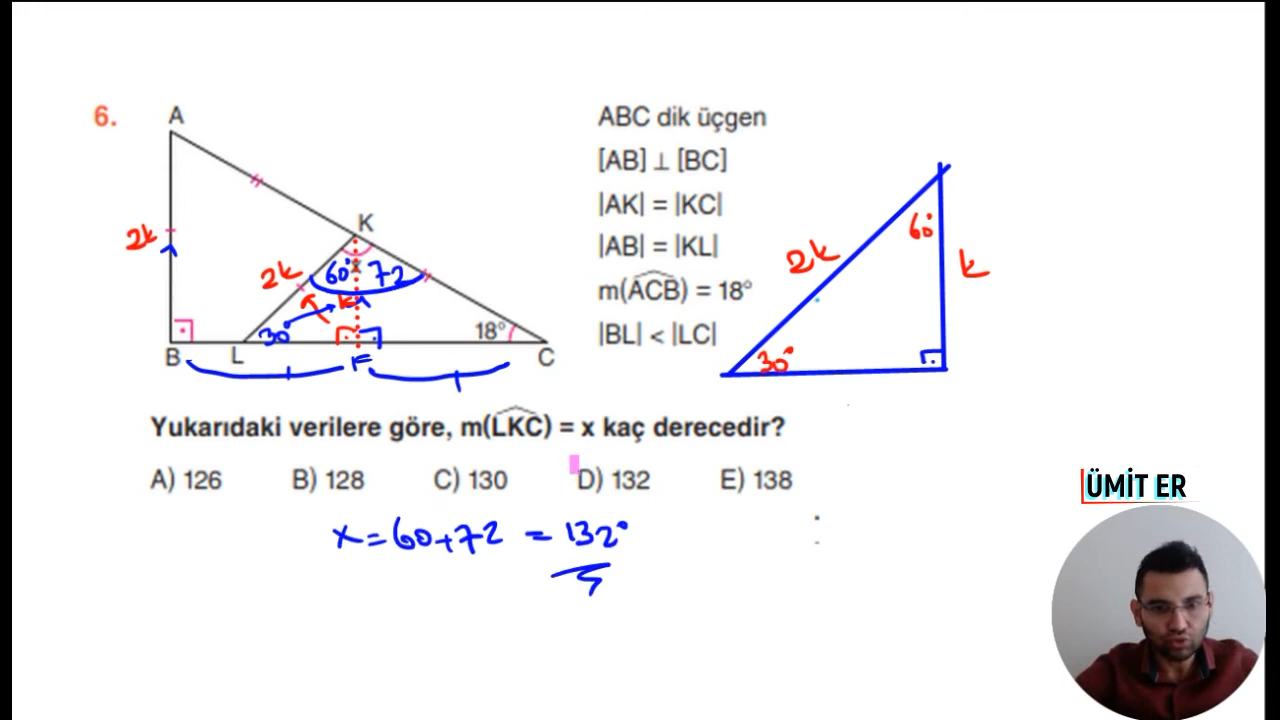 6.
A
K
B
L
F
C
2k
2k
60°
x
72
k
30°
18°
ABC dik üçgen
[AB] ⊥ [BC]
|AK| = |KC|
|AB| = |KL|
m(ACB) = 18°
|BL| < |LC|
2k
60°
k
30°
Yukarıdaki verilere göre, m(LKC) = x kaç derecedir?
A) 126 B) 128 C) 130 D) 132 E) 138
x = 60+72 = 132°
ÜMİT ER